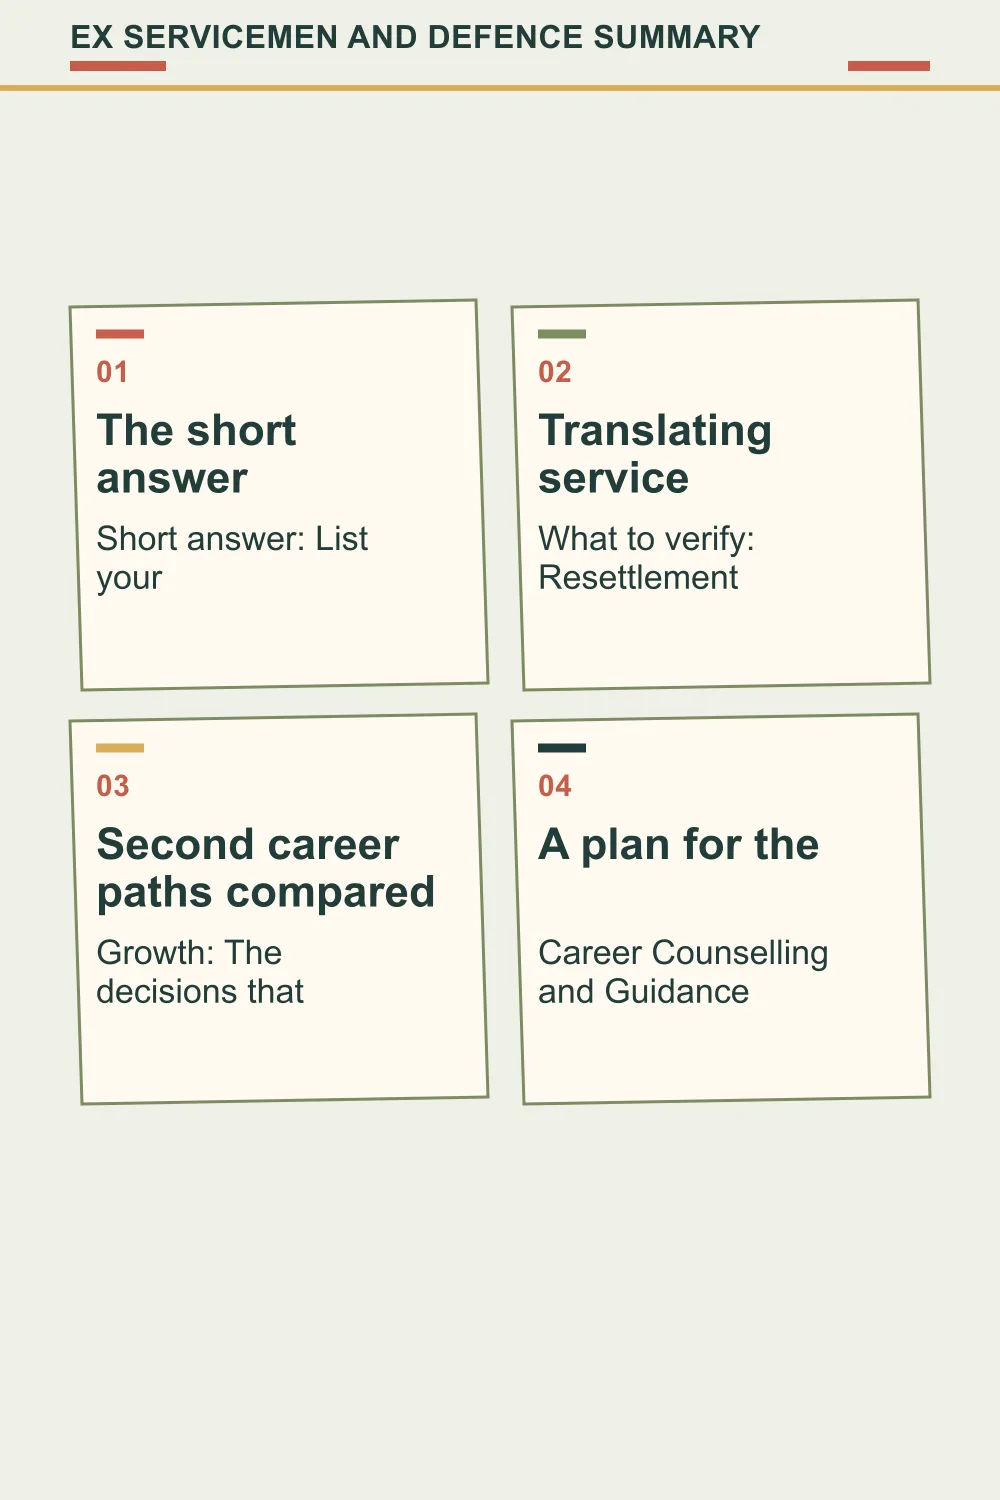 EX SERVICEMEN AND DEFENCE SUMMARY
01
The short
answer
Short answer: List
your
02
Translating
service
What to verify:
Resettlement
03
Second career
paths compared
Growth: The
decisions that
04
A plan for the
Career Counselling
and Guidance